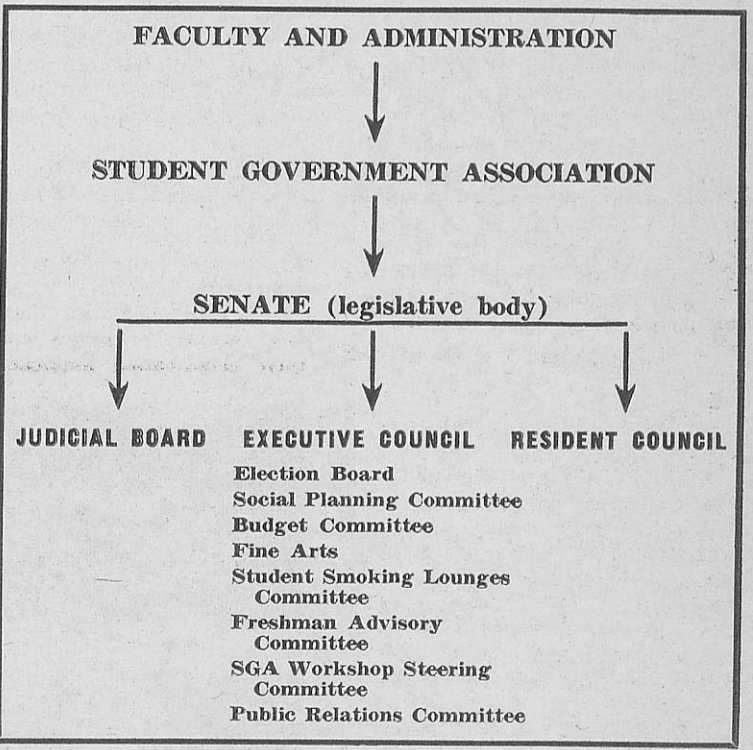 FACULTY AND ADMINISTRATION
STUDENT GOVERNMENT ASSOCIATION
SENATE (legislative body)
JUDICIAL BOARD EXECUTIVE COUNCIL RESIDENT COUNCIL
Election Board
Social Planning Committee
Budget Committee
Fine Arts
Student Smoking Lounges
Committee
Freshman Advisory
Committee
SGA Workshop Steering
Committee
Public Relations Committee